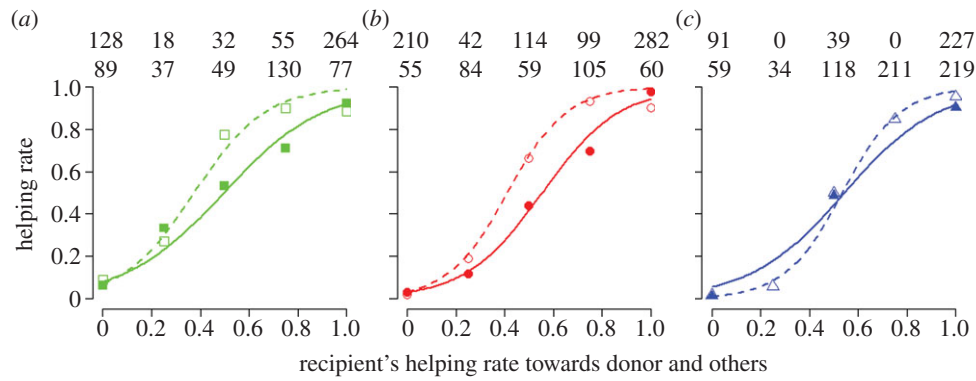 (a) (b) (c)
128 18 32 55 264 210 42 114 99 282 91 0 39 0 227
89 37 49 130 77 55 84 59 105 60 59 34 118 211 219
1.0
0.8
0.6
0.4
0.2
0
helping rate
0 0.2 0.4 0.6 0.8 1.0 0 0.2 0.4 0.6 0.8 1.0 0 0.2 0.4 0.6 0.8 1.0
recipient's helping rate towards donor and others